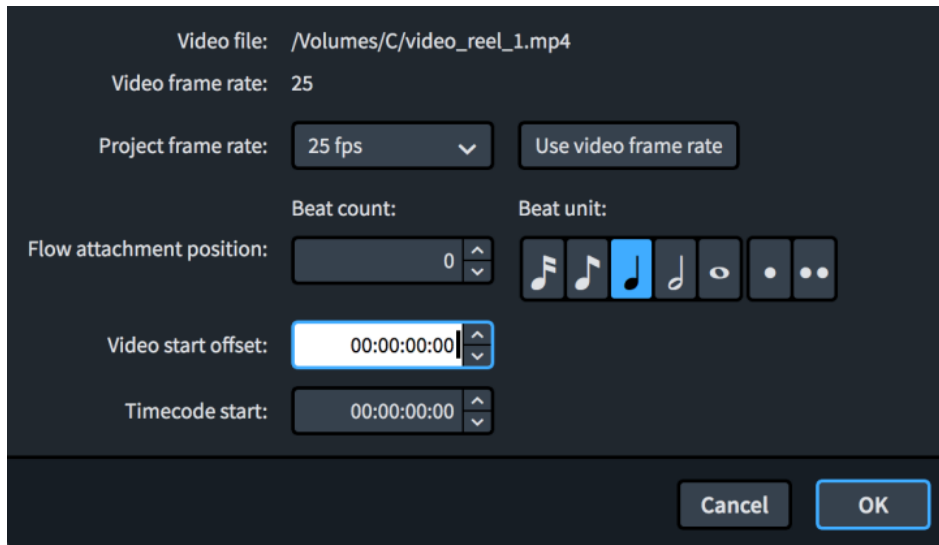 Video file: /Volumes/C/video_reel_1.mp4
Video frame rate: 25
Project frame rate: 25 fps Use video frame rate
Beat count: Beat unit:
Flow attachment position: 0
Video start offset: 00:00:00:00
Timecode start: 00:00:00:00
Cancel OK